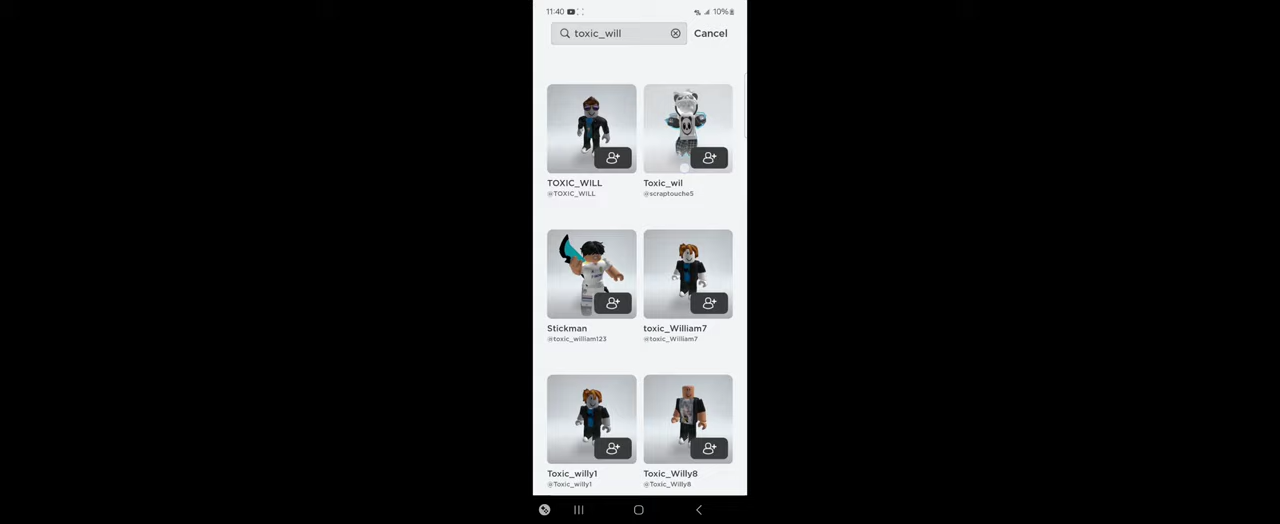 11:40 10%
toxic_will Cancel
TOXIC_WILL Toxic_wil
@TOXIC_WILL @scraptouche5
Stickman toxic_William7
@toxic_william123 @toxic_William7
Toxic_willy1 Toxic_Willy8
@Toxic_willy1 @Toxic_Willy8